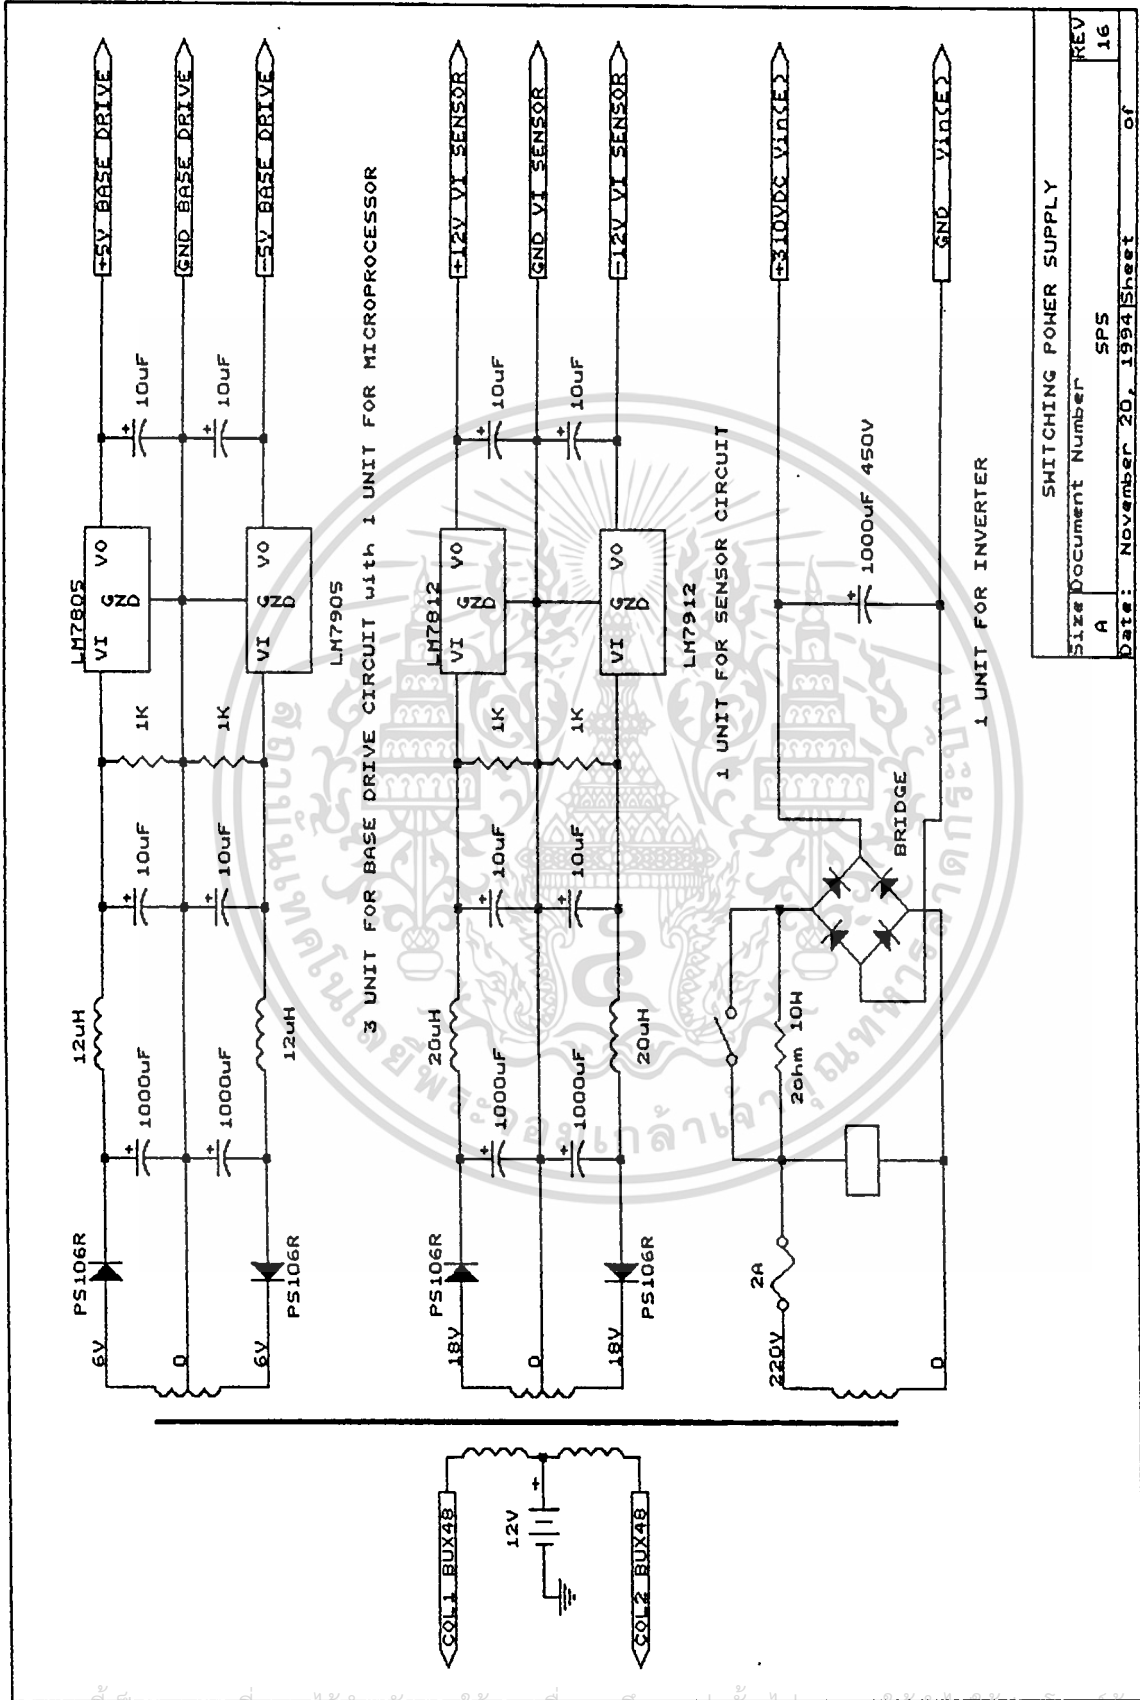 COL1 BUX48
12V
+
COL2 BUX48
6V
0
6V
PS106R
PS106R
+
1000uF
+
1000uF
12uH
12uH
+
10uF
+
10uF
1K
1K
LM7805
VI
GND
VO
VI
GND
VO
LM7905
+
10uF
+
10uF
+5V BASE DRIVE
GND BASE DRIVE
-5V BASE DRIVE
3 UNIT FOR BASE DRIVE CIRCUIT with 1 UNIT FOR MICROPROCESSOR
18V
0
18V
PS106R
PS106R
+
1000uF
+
1000uF
20uH
20uH
+
10uF
+
10uF
1K
1K
LM7812
VI
GND
VO
VI
GND
VO
LM7912
+
10uF
+
10uF
+12V VI SENSOR
GND VI SENSOR
-12V VI SENSOR
1 UNIT FOR SENSOR CIRCUIT
220V
0
2A
2ohm 10W
BRIDGE
+
1000uF 450V
+310VDC Vin(E)
GND Vin(E)
1 UNIT FOR INVERTER
SWITCHING POWER SUPPLY
Size Document Number REV
A SPS 16
Date: November 20, 1994 Sheet of